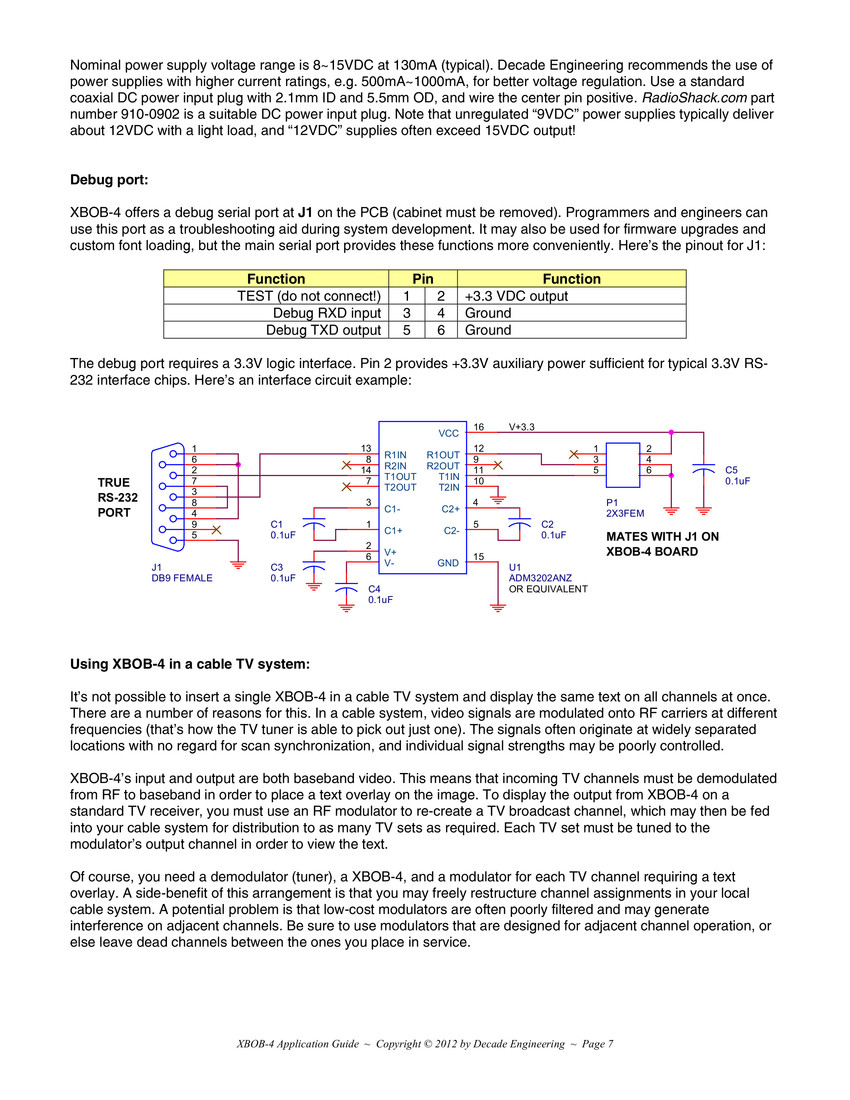 Nominal power supply voltage range is 8~15VDC at 130mA (typical). Decade Engineering recommends the use of
power supplies with higher current ratings, e.g. 500mA~1000mA, for better voltage regulation. Use a standard
coaxial DC power input plug with 2.1mm ID and 5.5mm OD, and wire the center pin positive. RadioShack.com part
number 910-0902 is a suitable DC power input plug. Note that unregulated “9VDC” power supplies typically deliver
about 12VDC with a light load, and “12VDC” supplies often exceed 15VDC output!
Debug port:
XBOB-4 offers a debug serial port at J1 on the PCB (cabinet must be removed). Programmers and engineers can
use this port as a troubleshooting aid during system development. It may also be used for firmware upgrades and
custom font loading, but the main serial port provides these functions more conveniently. Here’s the pinout for J1:
Function Pin Function
TEST (do not connect!) 1 2 +3.3 VDC output
Debug RXD input 3 4 Ground
Debug TXD output 5 6 Ground
The debug port requires a 3.3V logic interface. Pin 2 provides +3.3V auxiliary power sufficient for typical 3.3V RS-
232 interface chips. Here’s an interface circuit example:
TRUE
RS-232
PORT
1
6
2
7
3
8
4
9
5
J1
DB9 FEMALE
C1
0.1uF
C3
0.1uF
C4
0.1uF
13 R1IN
8 R2IN
14 T1OUT
7 T2OUT
3 C1-
1 C1+
2 V+
6 V-
VCC 16 V+3.3
R1OUT 12
R2OUT 9
T1IN 11
T2IN 10
C2+ 4
C2- 5
GND 15
C2
0.1uF
U1
ADM3202ANZ
OR EQUIVALENT
1 2
3 4
5 6
P1
2X3FEM
C5
0.1uF
MATES WITH J1 ON
XBOB-4 BOARD
Using XBOB-4 in a cable TV system:
It’s not possible to insert a single XBOB-4 in a cable TV system and display the same text on all channels at once.
There are a number of reasons for this. In a cable system, video signals are modulated onto RF carriers at different
frequencies (that’s how the TV tuner is able to pick out just one). The signals often originate at widely separated
locations with no regard for scan synchronization, and individual signal strengths may be poorly controlled.
XBOB-4’s input and output are both baseband video. This means that incoming TV channels must be demodulated
from RF to baseband in order to place a text overlay on the image. To display the output from XBOB-4 on a
standard TV receiver, you must use an RF modulator to re-create a TV broadcast channel, which may then be fed
into your cable system for distribution to as many TV sets as required. Each TV set must be tuned to the
modulator’s output channel in order to view the text.
Of course, you need a demodulator (tuner), a XBOB-4, and a modulator for each TV channel requiring a text
overlay. A side-benefit of this arrangement is that you may freely restructure channel assignments in your local
cable system. A potential problem is that low-cost modulators are often poorly filtered and may generate
interference on adjacent channels. Be sure to use modulators that are designed for adjacent channel operation, or
else leave dead channels between the ones you place in service.
XBOB-4 Application Guide ~ Copyright © 2012 by Decade Engineering ~ Page 7